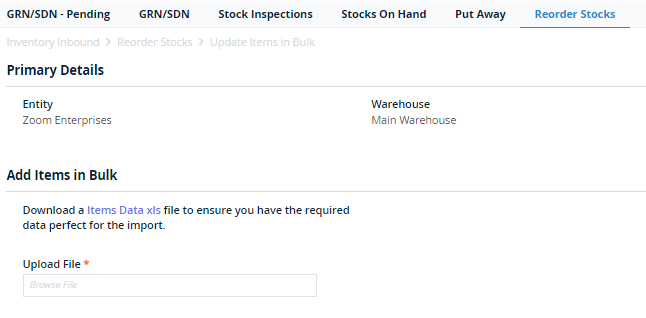 GRN/SDN - Pending GRN/SDN Stock Inspections Stocks On Hand Put Away Reorder Stocks
Inventory Inbound > Reorder Stocks > Update Items in Bulk
Primary Details
Entity Warehouse
Zoom Enterprises Main Warehouse
Add Items in Bulk
Download a Items Data xls file to ensure you have the required
data perfect for the import.
Upload File *
Browse File